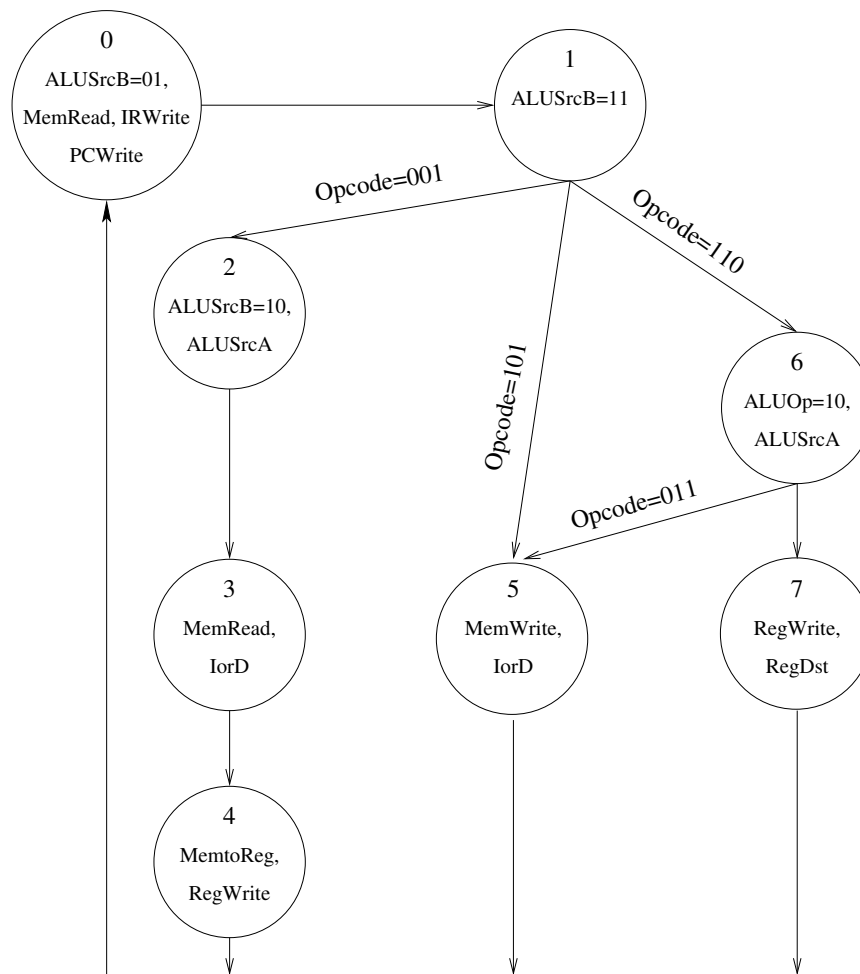 0
ALUSrcB=01,
MemRead, IRWrite
PCWrite
1
ALUSrcB=11
Opcode=001
Opcode=110
Opcode=101
2
ALUSrcB=10,
ALUSrcA
6
ALUOp=10,
ALUSrcA
Opcode=011
3
MemRead,
IorD
5
MemWrite,
IorD
7
RegWrite,
RegDst
4
MemtoReg,
RegWrite